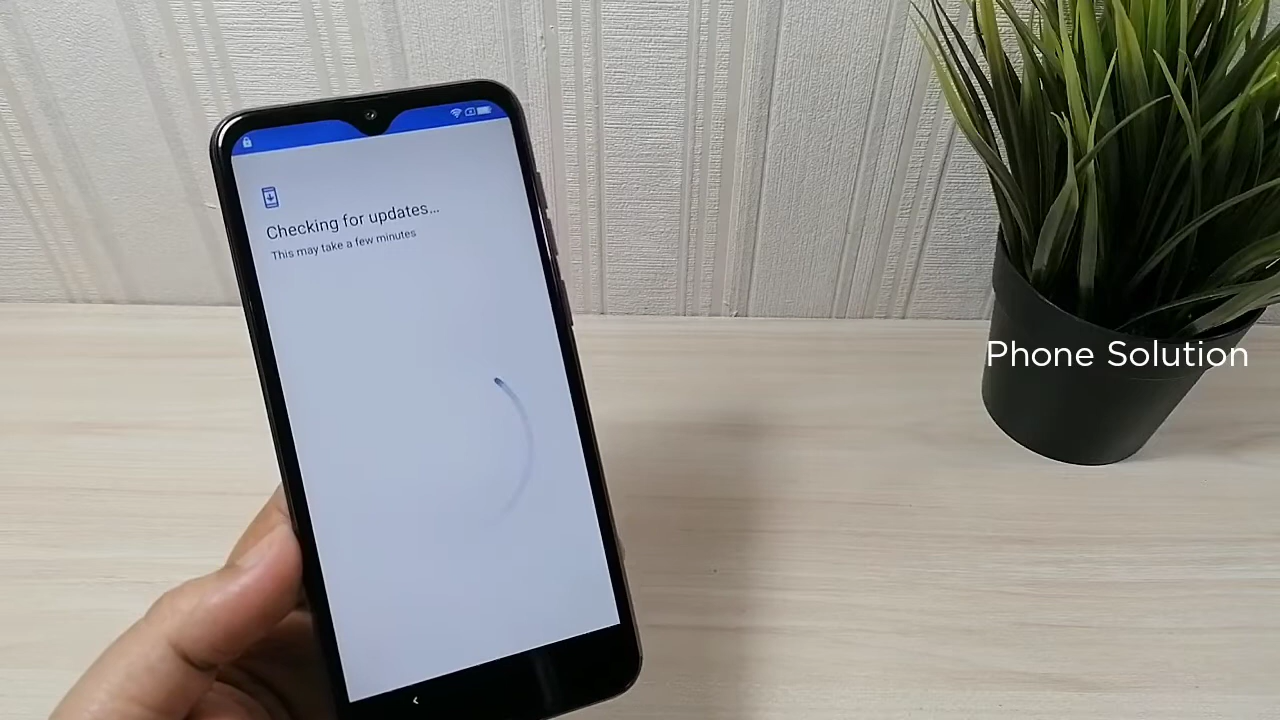 Checking for updates...
This may take a few minutes
Phone Solution